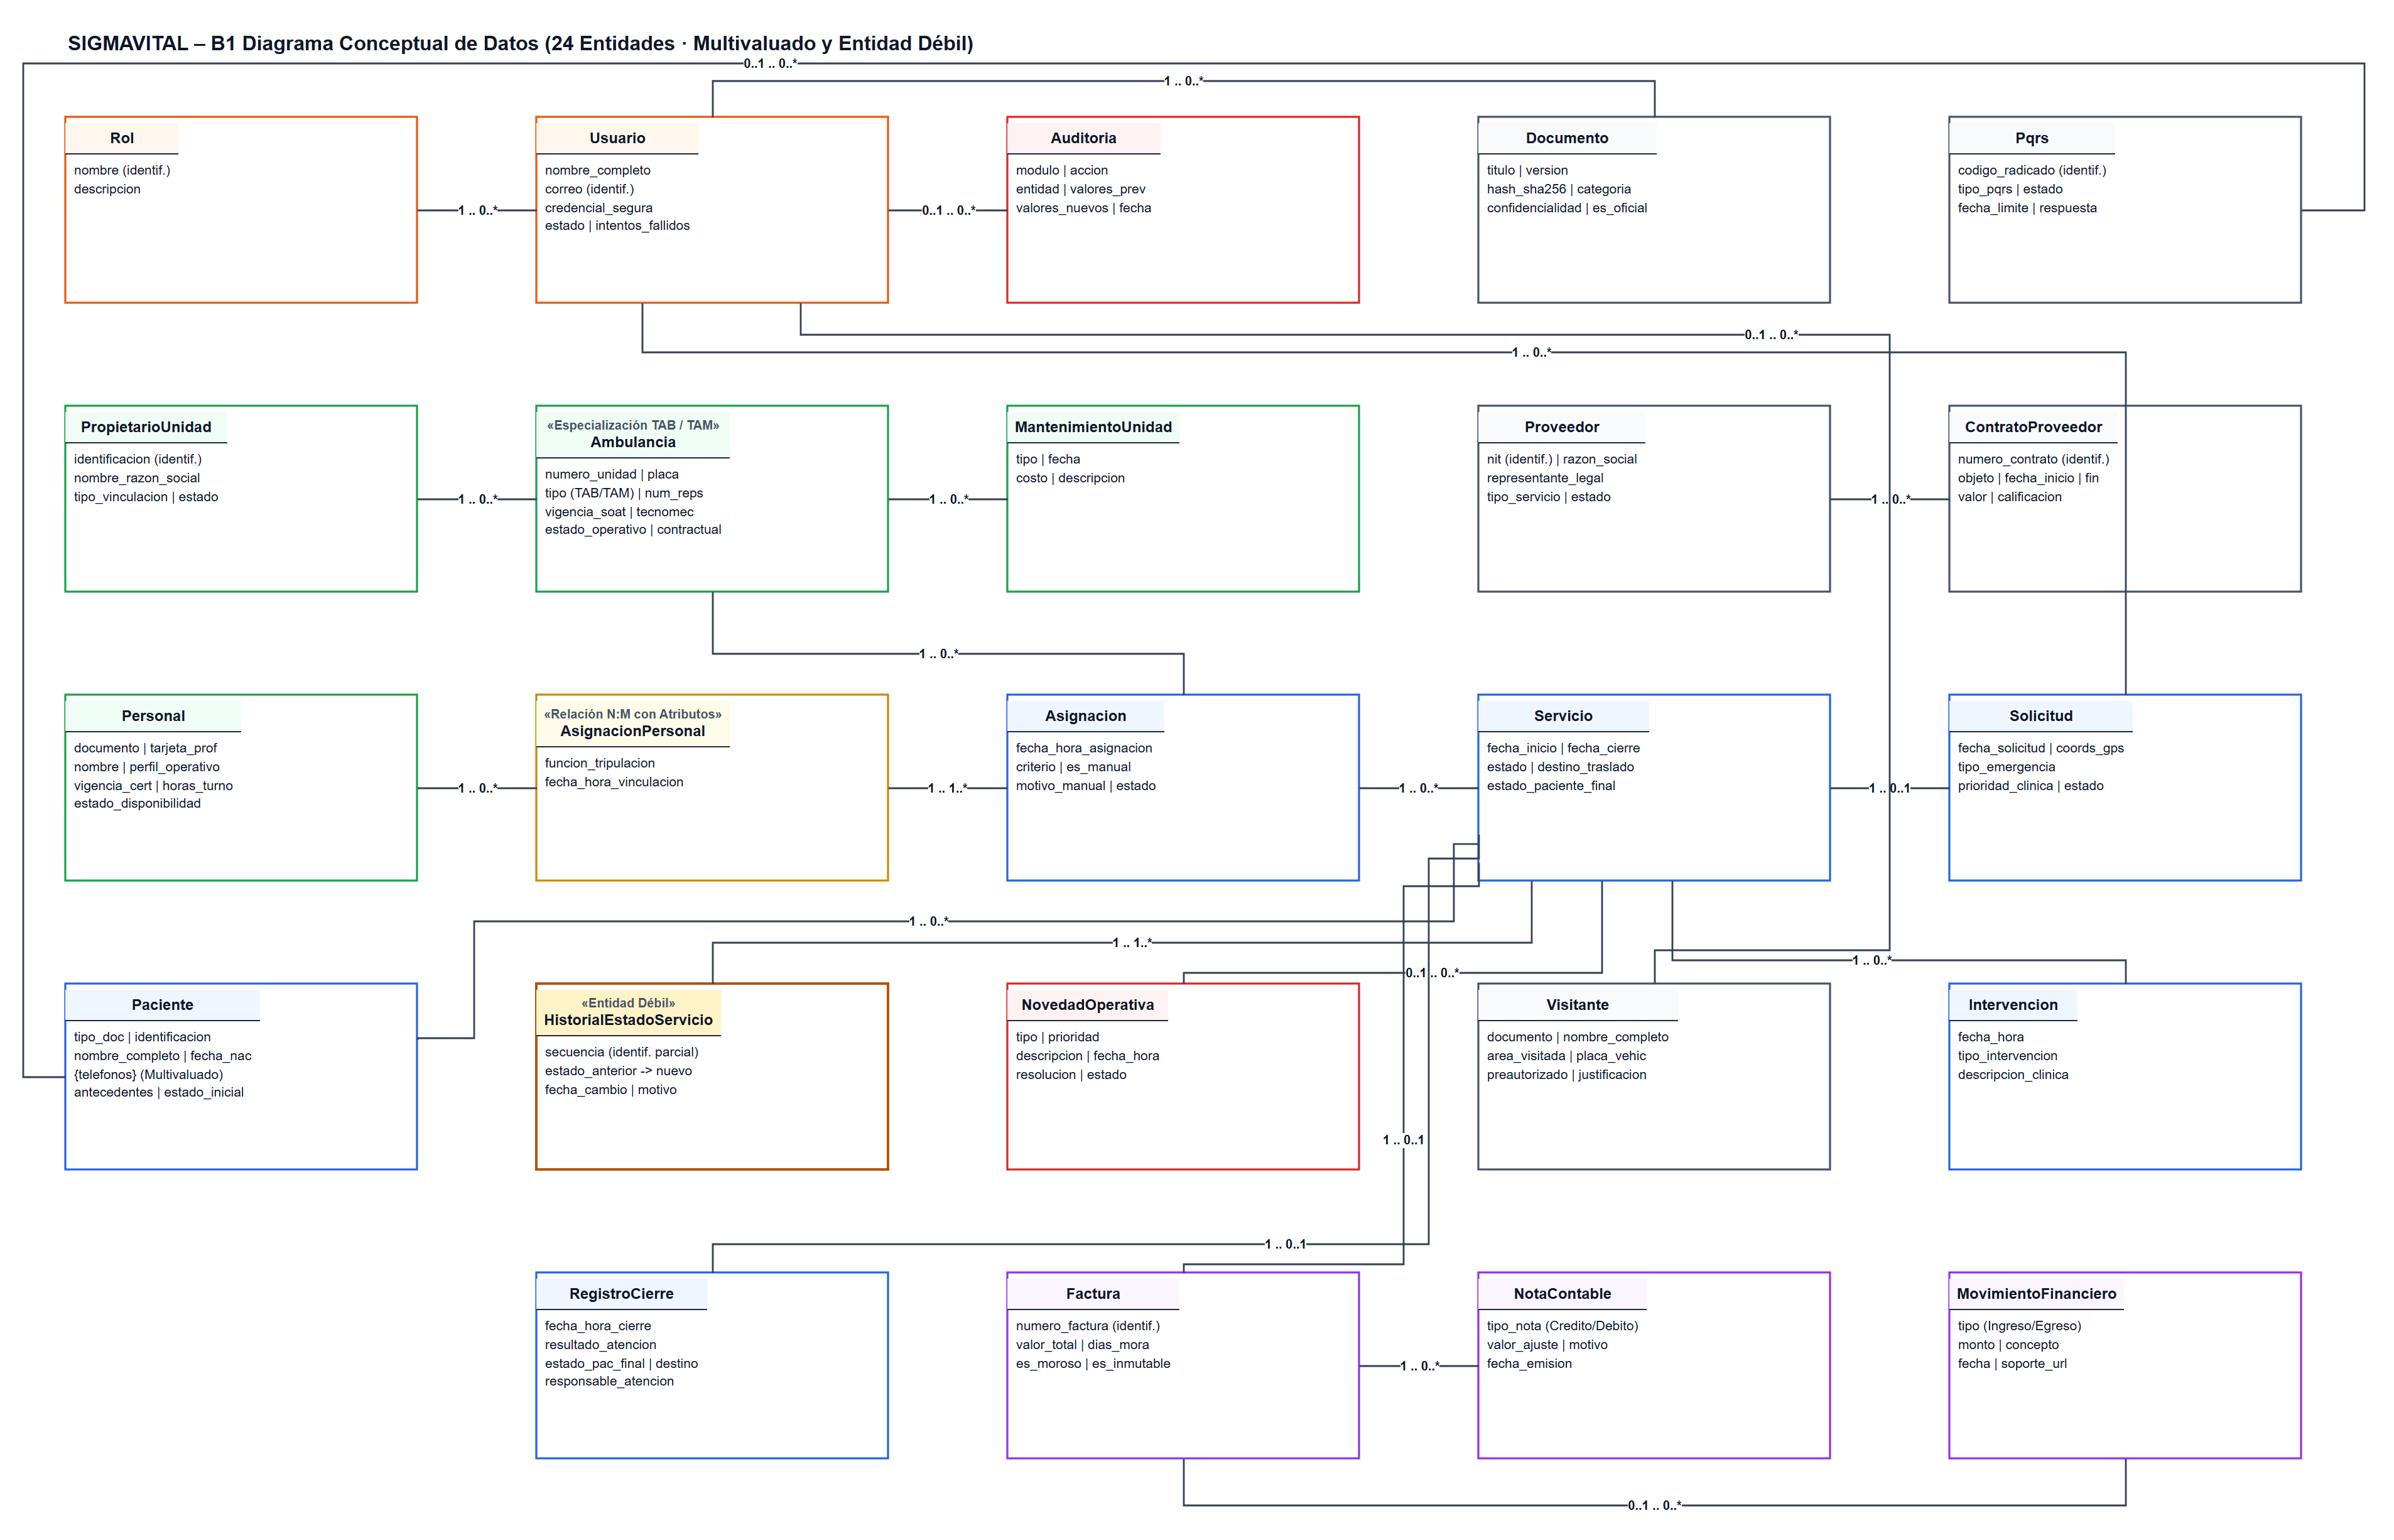 SIGMAVITAL – B1 Diagrama Conceptual de Datos (24 Entidades · Multivaluado y Entidad Débil)
0..1 .. 0..*
1 .. 0..*
Rol
nombre (identif.)
descripcion
1 .. 0..*
Usuario
nombre_completo
correo (identif.)
credencial_segura
estado | intentos_fallidos
0..1 .. 0..*
Auditoria
modulo | accion
entidad | valores_prev
valores_nuevos | fecha
Documento
titulo | version
hash_sha256 | categoria
confidencialidad | es_oficial
Pqrs
codigo_radicado (identif.)
tipo_pqrs | estado
fecha_limite | respuesta
0..1 .. 0..*
1 .. 0..*
PropietarioUnidad
identificacion (identif.)
nombre_razon_social
tipo_vinculacion | estado
1 .. 0..*
«Especialización TAB / TAM»
Ambulancia
numero_unidad | placa
tipo (TAB/TAM) | num_reps
vigencia_soat | tecnomec
estado_operativo | contractual
1 .. 0..*
MantenimientoUnidad
tipo | fecha
costo | descripcion
Proveedor
nit (identif.) | razon_social
representante_legal
tipo_servicio | estado
1 .. 0..*
ContratoProveedor
numero_contrato (identif.)
objeto | fecha_inicio | fin
valor | calificacion
1 .. 0..*
Personal
documento | tarjeta_prof
nombre | perfil_operativo
vigencia_cert | horas_turno
estado_disponibilidad
1 .. 0..*
«Relación N:M con Atributos»
AsignacionPersonal
funcion_tripulacion
fecha_hora_vinculacion
1 .. 1..*
Asignacion
fecha_hora_asignacion
criterio | es_manual
motivo_manual | estado
1 .. 0..*
Servicio
fecha_inicio | fecha_cierre
estado | destino_traslado
estado_paciente_final
1 .. 0..1
Solicitud
fecha_solicitud | coords_gps
tipo_emergencia
prioridad_clinica | estado
1 .. 0..*
1 .. 1..*
0..1 .. 0..*
1 .. 0..*
Paciente
tipo_doc | identificacion
nombre_completo | fecha_nac
{telefonos} (Multivaluado)
antecedentes | estado_inicial
«Entidad Débil»
HistorialEstadoServicio
secuencia (identif. parcial)
estado_anterior -> nuevo
fecha_cambio | motivo
NovedadOperativa
tipo | prioridad
descripcion | fecha_hora
resolucion | estado
Visitante
documento | nombre_completo
area_visitada | placa_vehic
preautorizado | justificacion
Intervencion
fecha_hora
tipo_intervencion
descripcion_clinica
1 .. 0..1
1 .. 0..1
RegistroCierre
fecha_hora_cierre
resultado_atencion
estado_pac_final | destino
responsable_atencion
Factura
numero_factura (identif.)
valor_total | dias_mora
es_moroso | es_inmutable
1 .. 0..*
NotaContable
tipo_nota (Credito/Debito)
valor_ajuste | motivo
fecha_emision
MovimientoFinanciero
tipo (Ingreso/Egreso)
monto | concepto
fecha | soporte_url
0..1 .. 0..*